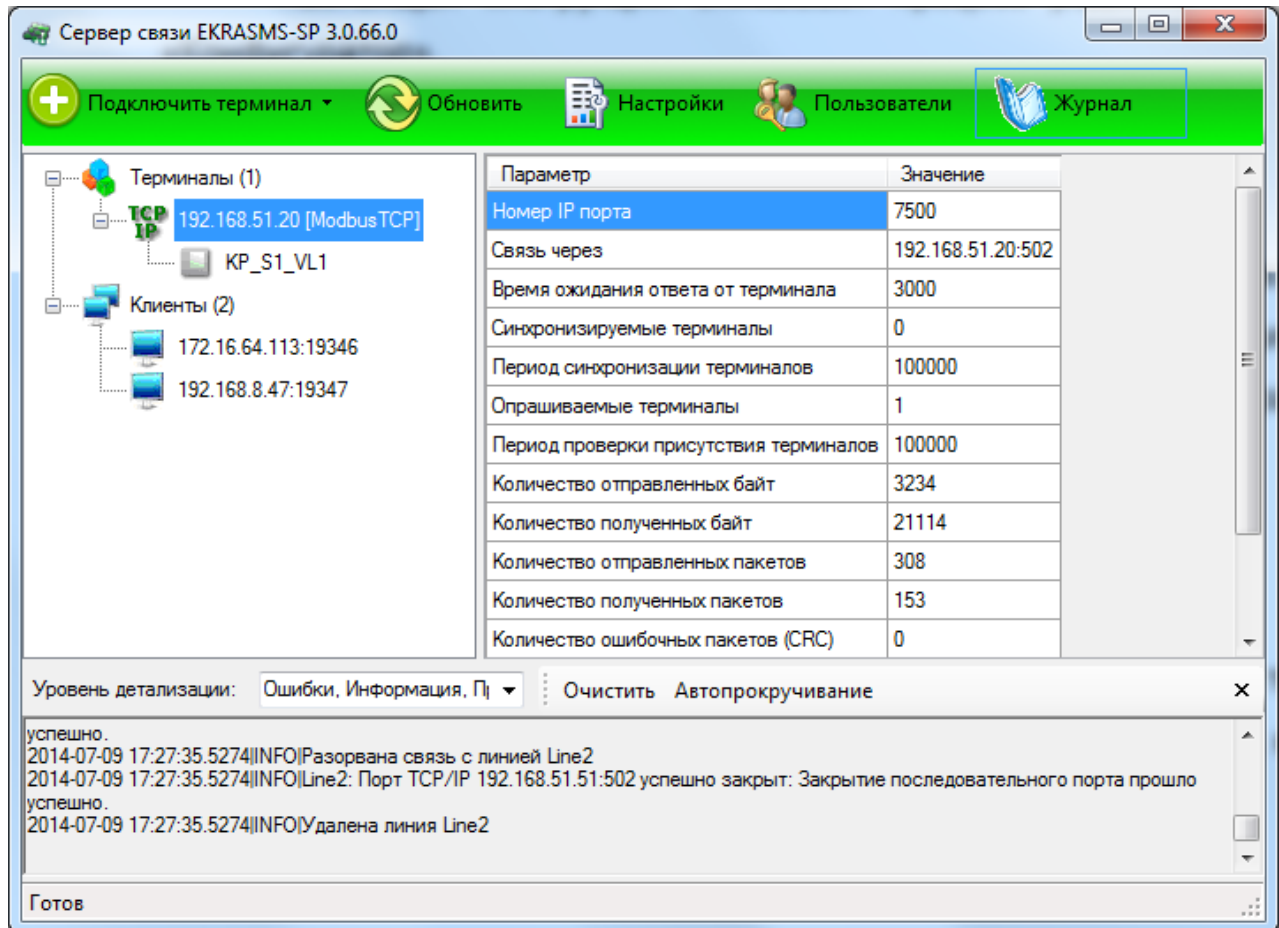 Сервер связи EKRASMS-SP 3.0.66.0
Подключить терминал Обновить Настройки Пользователи Журнал
Терминалы (1)
TCP IP 192.168.51.20 [ModbusTCP]
KP_S1_VL1
Клиенты (2)
172.16.64.113:19346
192.168.8.47:19347
Параметр Значение
Номер IP порта 7500
Связь через 192.168.51.20:502
Время ожидания ответа от терминала 3000
Синхронизируемые терминалы 0
Период синхронизации терминалов 100000
Опрашиваемые терминалы 1
Период проверки присутствия терминалов 100000
Количество отправленных байт 3234
Количество полученных байт 21114
Количество отправленных пакетов 308
Количество полученных пакетов 153
Количество ошибочных пакетов (CRC) 0
Уровень детализации: Ошибки, Информация, Очистить Автопрокручивание
успешно.
2014-07-09 17:27:35.5274|INFO|Разорвана связь с линией Line2
2014-07-09 17:27:35.5274|INFO|Line2: Порт TCP/IP 192.168.51.51:502 успешно закрыт: Закрытие последовательного порта прошло
успешно.
2014-07-09 17:27:35.5274|INFO|Удалена линия Line2
Готов